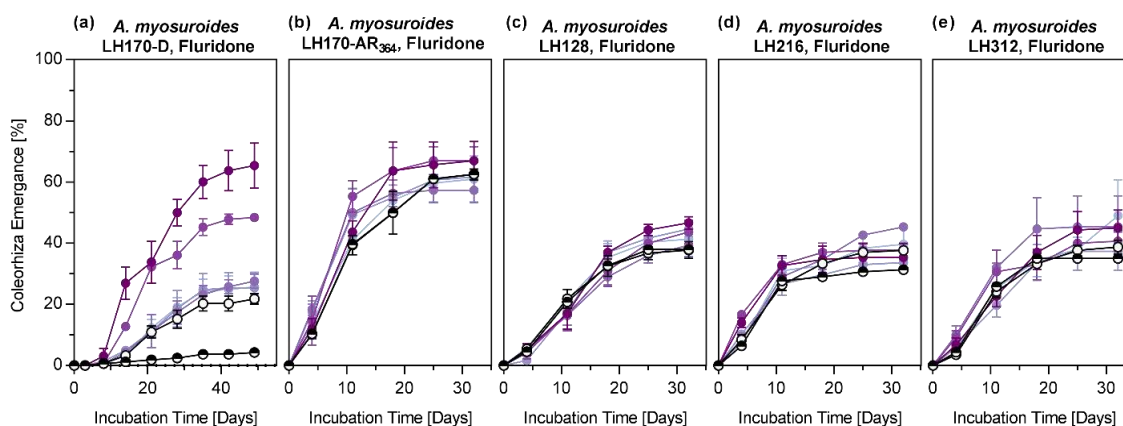 (a) A. myosuroides
LH170-D, Fluridone
(b) A. myosuroides
LH170-AR364, Fluridone
(c) A. myosuroides
LH128, Fluridone
(d) A. myosuroides
LH216, Fluridone
(e) A. myosuroides
LH312, Fluridone
Coleorhiza Emergance [%]
100
80
60
40
20
0
0 20 40
0 10 20 30
0 10 20 30
0 10 20 30
0 10 20 30
Incubation Time [Days]
Incubation Time [Days]
Incubation Time [Days]
Incubation Time [Days]
Incubation Time [Days]